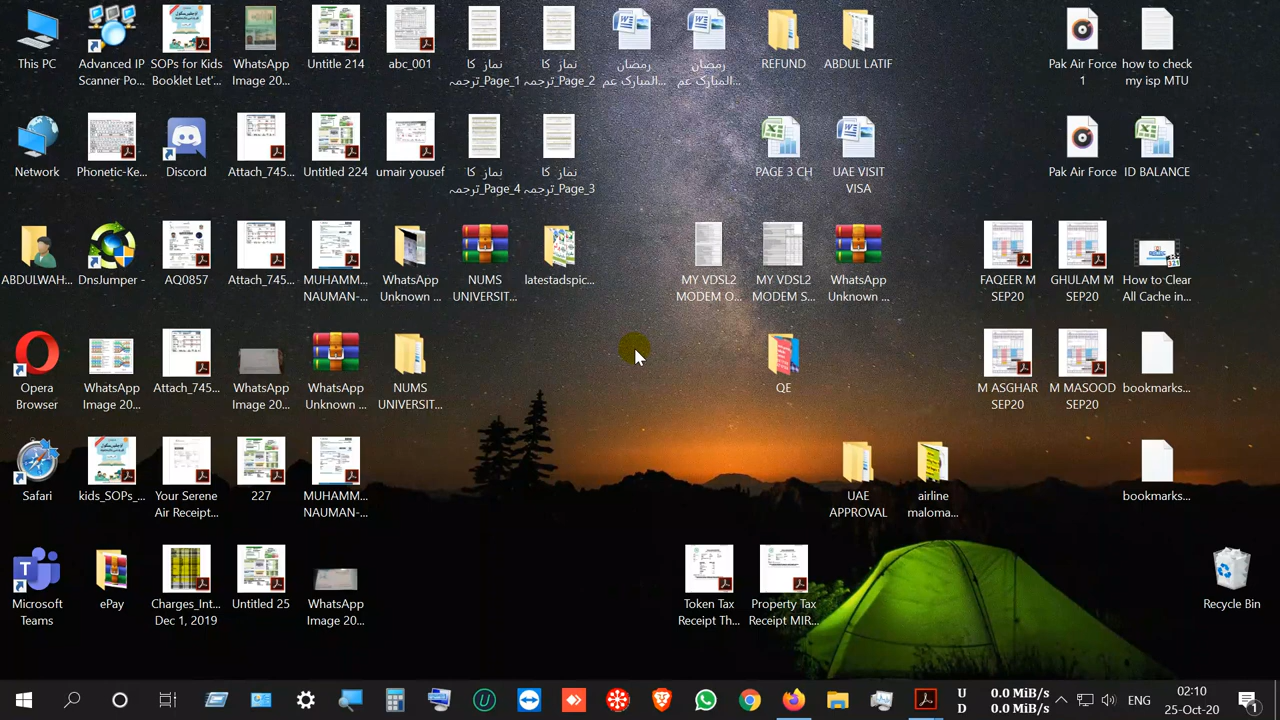 This PC
Advanced IP
Scanner Po...
SOPs for Kids
Booklet Let'...
WhatsApp
Image 20...
Untitle 214
abc_001
نماز کا
ترجمہ_Page_1
نماز کا
ترجمہ_Page_2
رمضان
المبارک عم...
رمضان
المبارک عم...
REFUND
ABDUL LATIF
Pak Air Force
1
how to check
my isp MTU
Network
Phonetic-Ke...
Discord
Attach_745...
Untitled 224
umair yousef
نماز کا
ترجمہ_Page_4
نماز کا
ترجمہ_Page_3
PAGE 3 CH
UAE VISIT
VISA
Pak Air Force
ID BALANCE
ABDULWAH...
DnsJumper -
AQ0857
Attach_745...
MUHAMM...
NAUMAN-...
WhatsApp
Unknown ...
NUMS
UNIVERSIT...
latestadspic...
MY VDSL2
MODEM O...
MY VDSL2
MODEM S...
WhatsApp
Unknown ...
FAQEER M
SEP20
GHULAM M
SEP20
How to Clear
All Cache in...
Opera
Browser
WhatsApp
Image 20...
Attach_745...
WhatsApp
Image 20...
WhatsApp
Unknown ...
NUMS
UNIVERSIT...
QE
M ASGHAR
SEP20
M MASOOD
SEP20
bookmarks...
Safari
kids_SOPs_...
Your Serene
Air Receipt...
227
MUHAMM...
NAUMAN-...
UAE
APPROVAL
airline
maloma...
bookmarks...
Microsoft
Teams
ePay
Charges_Int...
Dec 1, 2019
Untitled 25
WhatsApp
Image 20...
Token Tax
Receipt Th...
Property Tax
Receipt MIR...
Recycle Bin
U 0.0 MiB/s
D 0.0 MiB/s
ENG
02:10
25-Oct-20
1